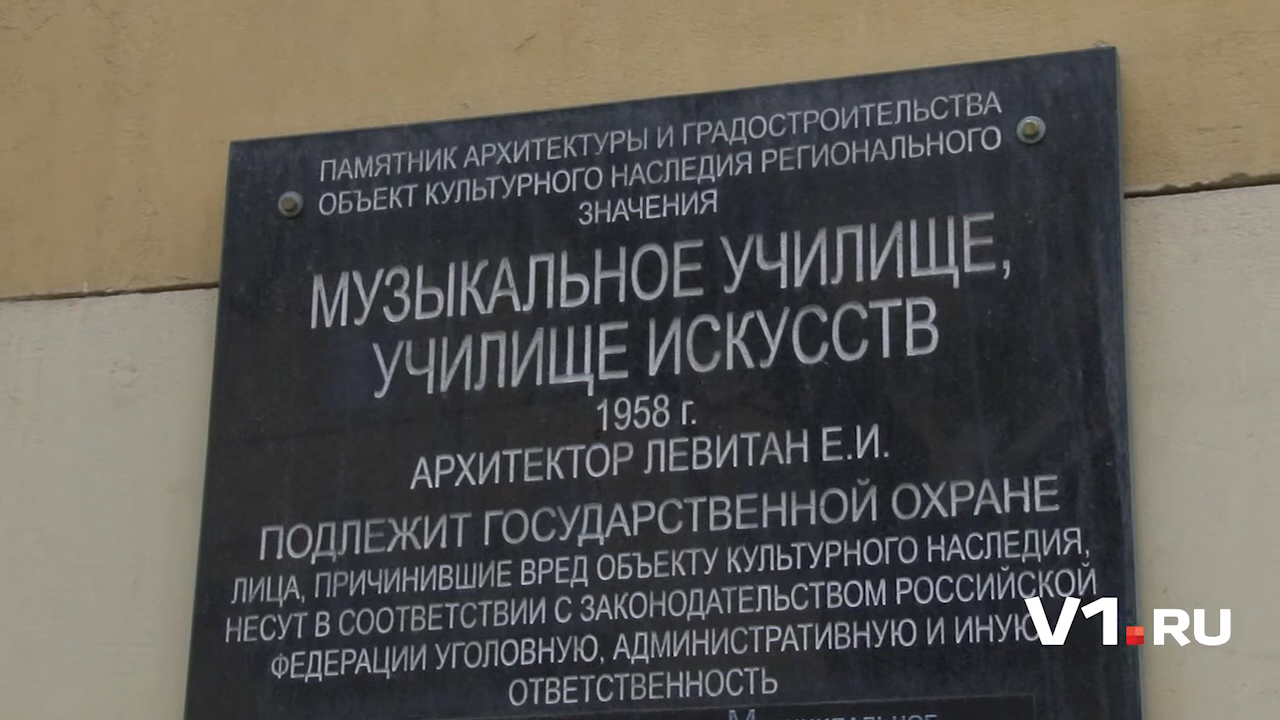 ПАМЯТНИК АРХИТЕКТУРЫ И ГРАДОСТРОИТЕЛЬСТВА
ОБЪЕКТ КУЛЬТУРНОГО НАСЛЕДИЯ РЕГИОНАЛЬНОГО
ЗНАЧЕНИЯ
МУЗЫКАЛЬНОЕ УЧИЛИЩЕ,
УЧИЛИЩЕ ИСКУССТВ
1958 г.
АРХИТЕКТОР ЛЕВИТАН Е.И.
ПОДЛЕЖИТ ГОСУДАРСТВЕННОЙ ОХРАНЕ
ЛИЦА, ПРИЧИНИВШИЕ ВРЕД ОБЪЕКТУ КУЛЬТУРНОГО НАСЛЕДИЯ,
НЕСУТ В СООТВЕТСТВИИ С ЗАКОНОДАТЕЛЬСТВОМ РОССИЙСКОЙ
ФЕДЕРАЦИИ УГОЛОВНУЮ, АДМИНИСТРАТИВНУЮ И ИНУЮ
ОТВЕТСТВЕННОСТЬ
V1.RU